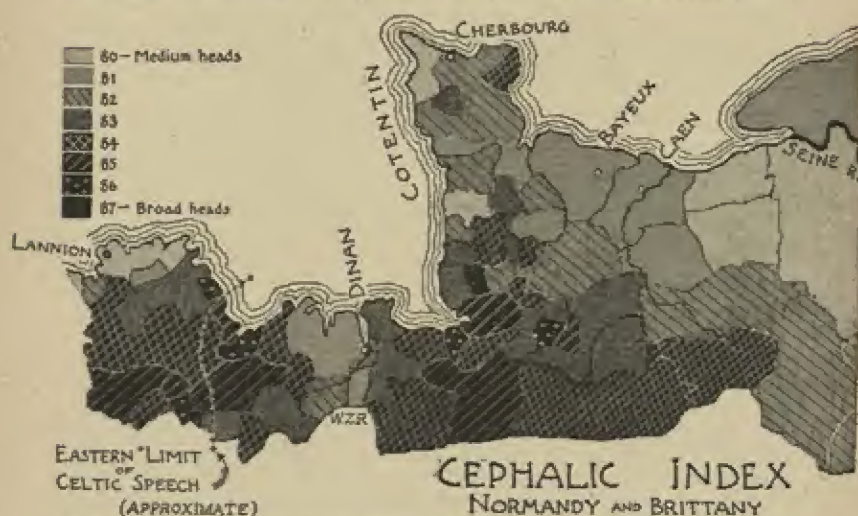 CHERBOURG
80 – Medium heads
81
82
83
84
85
86
87 – Broad heads
COTENTIN
BAYEUX
CAEN
SEINE R
LANNION
DINAN
W.Z.R
EASTERN LIMIT
OF
CELTIC SPEECH
(APPROXIMATE)
CEPHALIC INDEX
NORMANDY AND BRITTANY